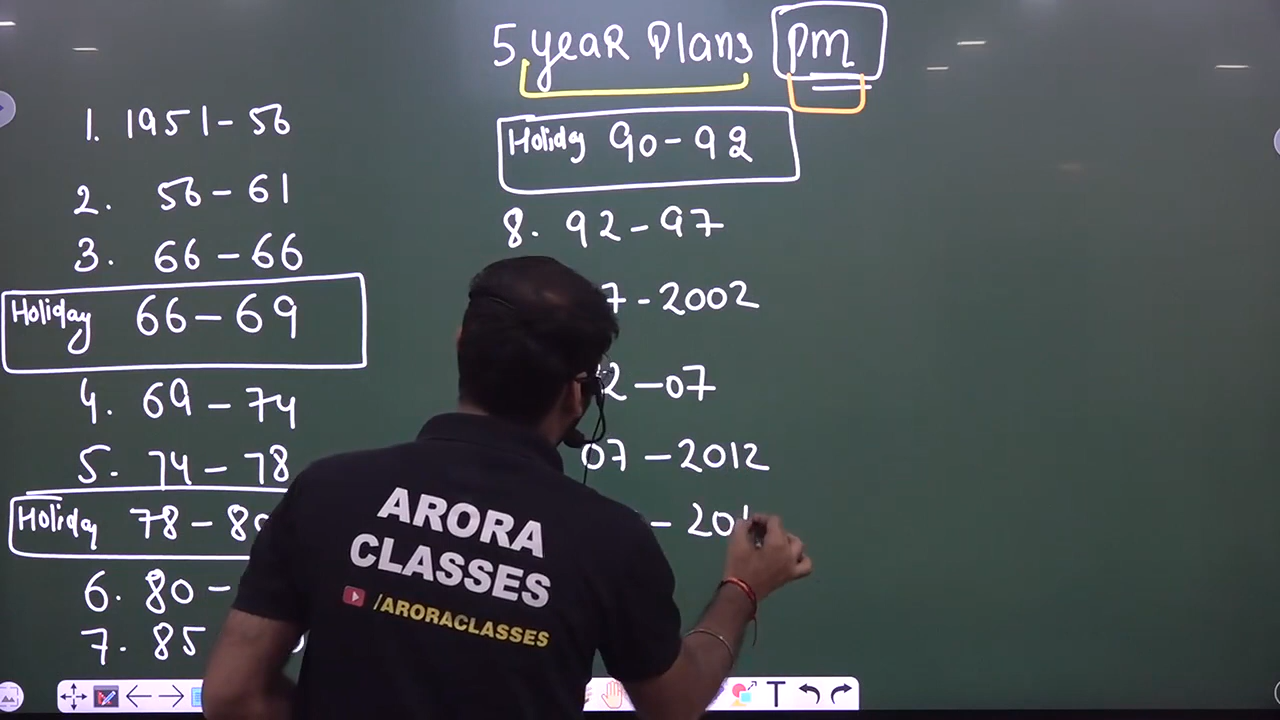 5 year Plans pm
1. 1951-56
2. 56-61
3. 66-66
Holiday 66-69
4. 69-74
5. 74-78
Holiday 78-80
6. 80-
7. 85
Holiday 90-92
8. 92-97
7-2002
2-07
07-2012
- 201
ARORA
CLASSES
/ARORACLASSES
T